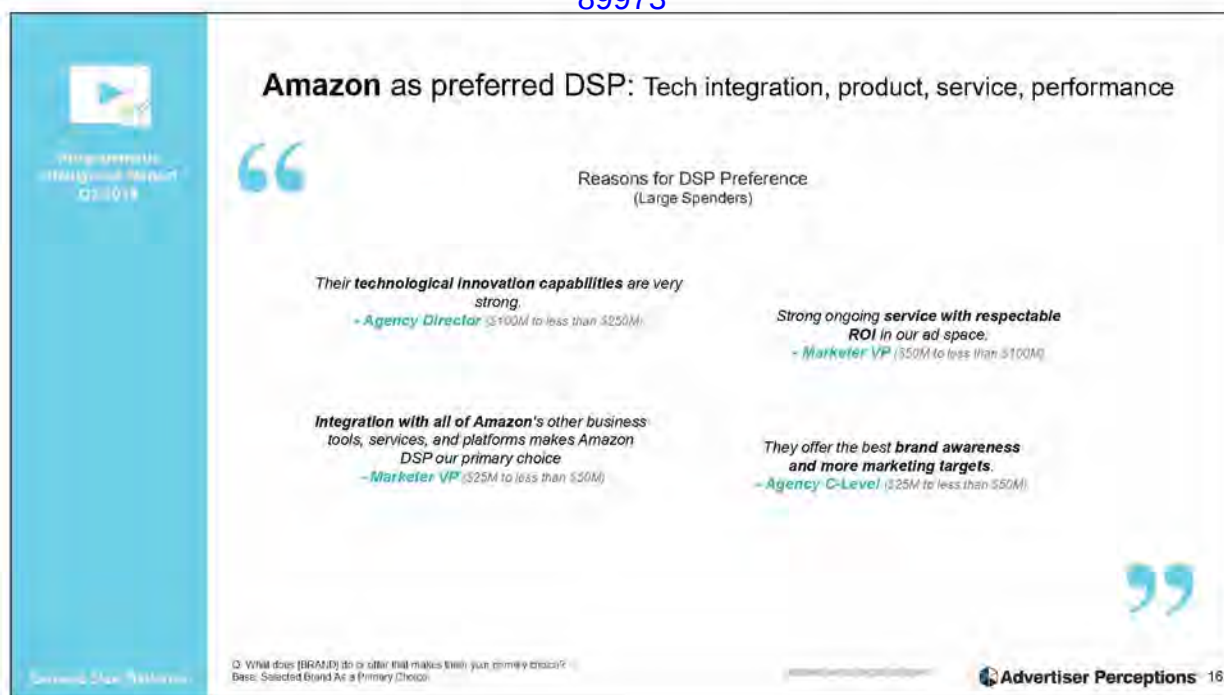 89973
Amazon as preferred DSP: Tech integration, product, service, performance
Programmatic
Intelligence Report
Reasons for DSP Preference
(Large Spenders)
Their technological innovation capabilities are very
strong.
- Agency Director ($100M to less than $250M)
Strong ongoing service with respectable
ROI in our ad space.
- Marketer VP ($50M to less than $100M)
Integration with all of Amazon's other business
tools, services, and platforms makes Amazon
DSP our primary choice
- Marketer VP ($25M to less than $50M)
They offer the best brand awareness
and more marketing targets.
- Agency C-Level ($25M to less than $50M)
Q: What does [BRAND] do or offer that makes them your primary choice?
Base: Selected Brand As a Primary Choice
Advertiser Perceptions 16